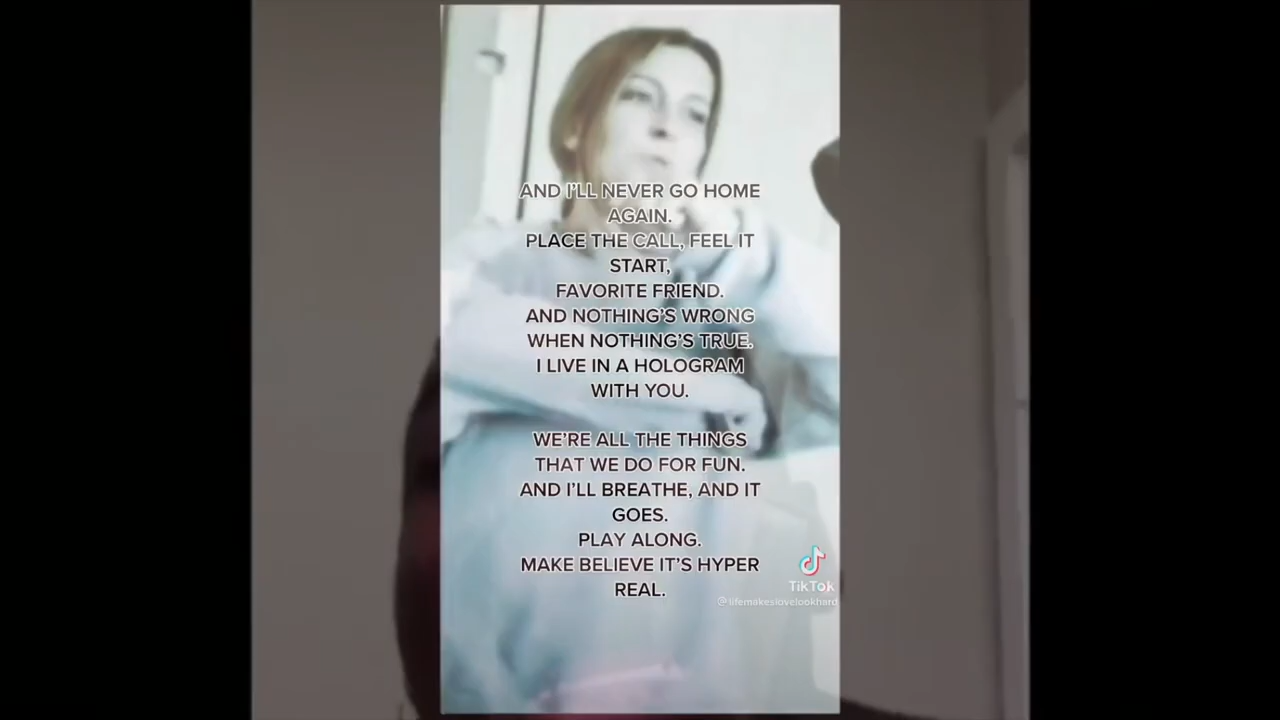 AND I'LL NEVER GO HOME
AGAIN.
PLACE THE CALL, FEEL IT
START,
FAVORITE FRIEND.
AND NOTHING'S WRONG
WHEN NOTHING'S TRUE.
I LIVE IN A HOLOGRAM
WITH YOU.
WE'RE ALL THE THINGS
THAT WE DO FOR FUN.
AND I'LL BREATHE, AND IT
GOES.
PLAY ALONG.
MAKE BELIEVE IT'S HYPER
REAL.
TikTok
@lifemakeslovelookhard